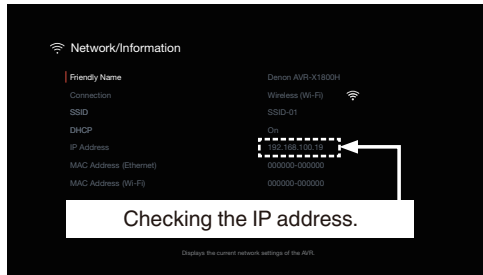 Network/Information
Friendly Name Denon AVR-X1800H
Connection Wireless (Wi-Fi)
SSID SSID-01
DHCP On
IP Address 192.168.100.19
MAC Address (Ethernet) 000000-000000
MAC Address (Wi-Fi) 000000-000000
Checking the IP address.
Displays the current network settings of the AVR.